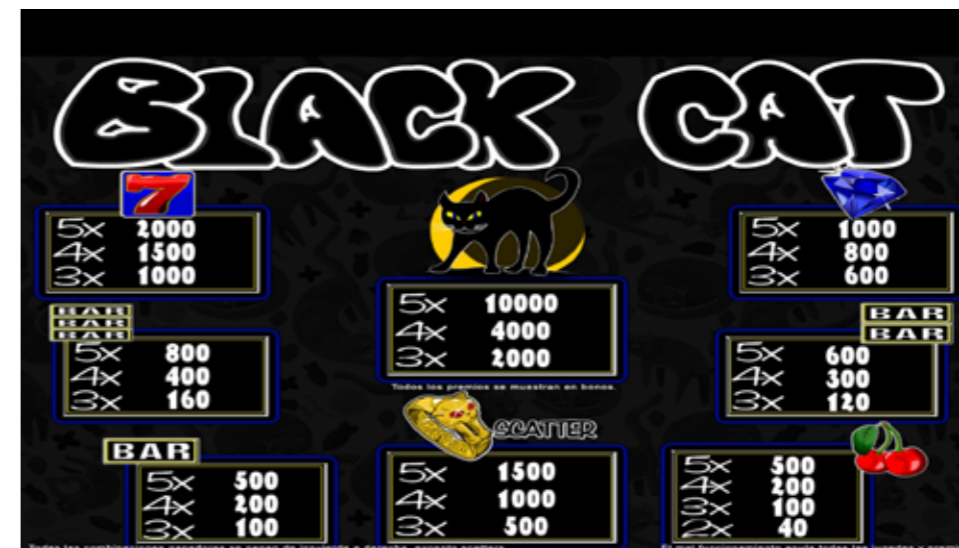 BLACK CAT
7
5X 2000
4X 1500
3X 1000
5X 10000
4X 4000
3X 2000
Todos los premios se muestran en bonos.
5X 1000
4X 800
3X 600
BAR
BAR
BAR
5X 800
4X 400
3X 160
BAR
BAR
5X 600
4X 300
3X 120
BAR
5X 500
4X 200
3X 100
SCATTER
5X 1500
4X 1000
3X 500
5X 500
4X 200
3X 100
2X 40